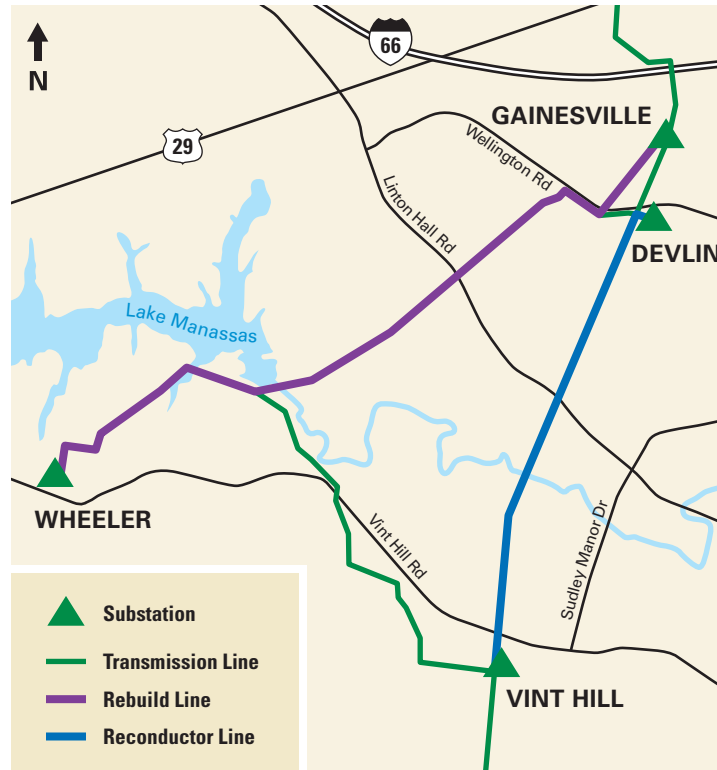 66
N
GAINESVILLE
29
Wellington Rd
Linton Hall Rd
DEVLIN
Lake Manassas
WHEELER
Vint Hill Rd
Sudley Manor Dr
VINT HILL
Substation
Transmission Line
Rebuild Line
Reconductor Line